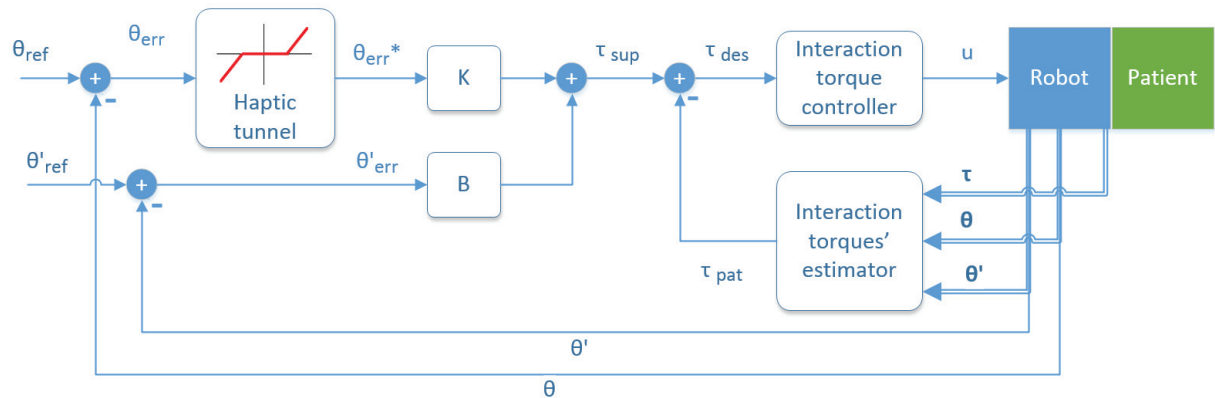 θref
θerr
Haptic
tunnel
θerr*
K
τ sup
τ des
Interaction
torque
controller
u
Robot
Patient
θ'ref
θ'err
B
τ pat
Interaction
torques’
estimator
τ
θ
θ'
θ'
θ
+
-
+
-
+
+
-